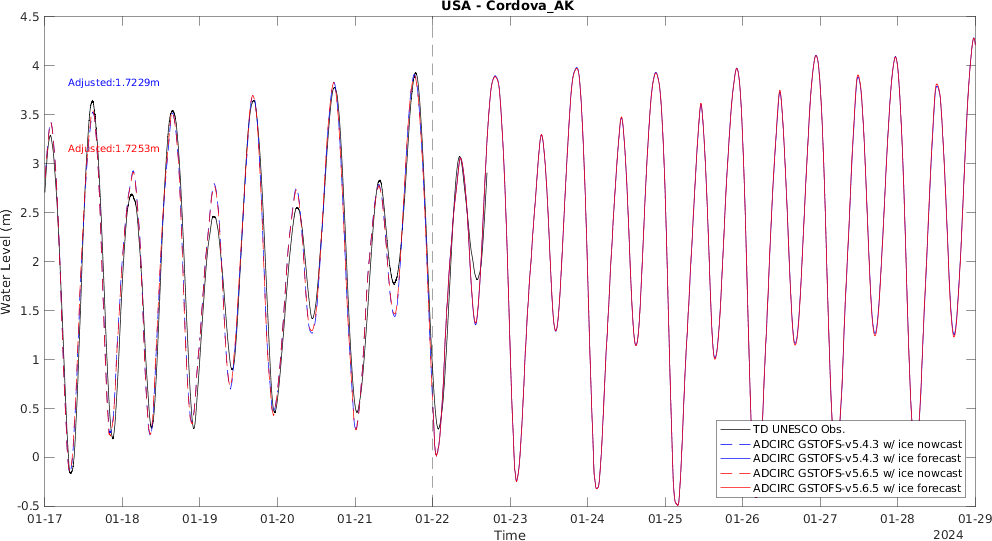 USA - Cordova_AK
4.5
4
3.5
3
2.5
2
1.5
1
0.5
0
-0.5
Water Level (m)
Adjusted:1.7229m
Adjusted:1.7253m
TD UNESCO Obs.
ADCIRC GSTOFS-v5.4.3 w/ ice nowcast
ADCIRC GSTOFS-v5.4.3 w/ ice forecast
ADCIRC GSTOFS-v5.6.5 w/ ice nowcast
ADCIRC GSTOFS-v5.6.5 w/ ice forecast
01-17 01-18 01-19 01-20 01-21 01-22 01-23 01-24 01-25 01-26 01-27 01-28 01-29
Time
2024